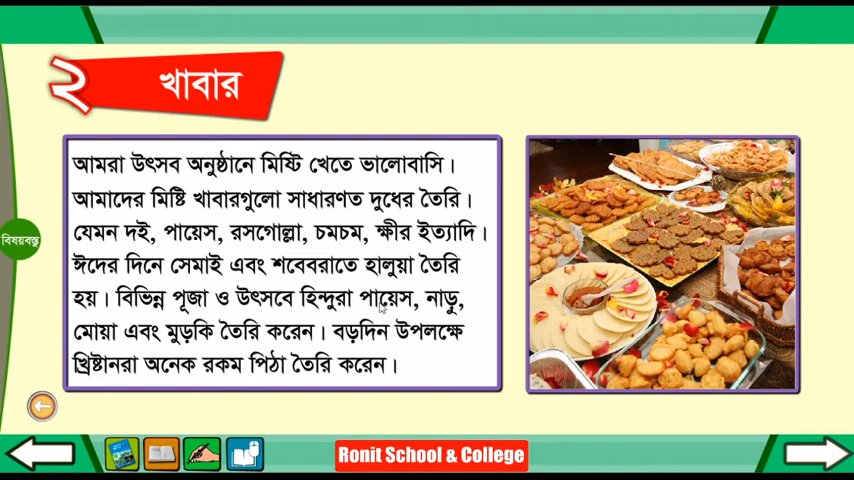 ২
খাবার
আমরা উৎসব অনুষ্ঠানে মিষ্টি খেতে ভালোবাসি।
আমাদের মিষ্টি খাবারগুলো সাধারণত দুধের তৈরি।
যেমন দই, পায়েস, রসগোল্লা, চমচম, ক্ষীর ইত্যাদি।
ঈদের দিনে সেমাই এবং শবেবরাতে হালুয়া তৈরি
হয়। বিভিন্ন পূজা ও উৎসবে হিন্দুরা পায়েস, নাড়ু,
মোয়া এবং মুড়কি তৈরি করেন। বড়দিন উপলক্ষে
খ্রিষ্টানরা অনেক রকম পিঠা তৈরি করেন।
বিষয়বস্তু
Ronit School & College